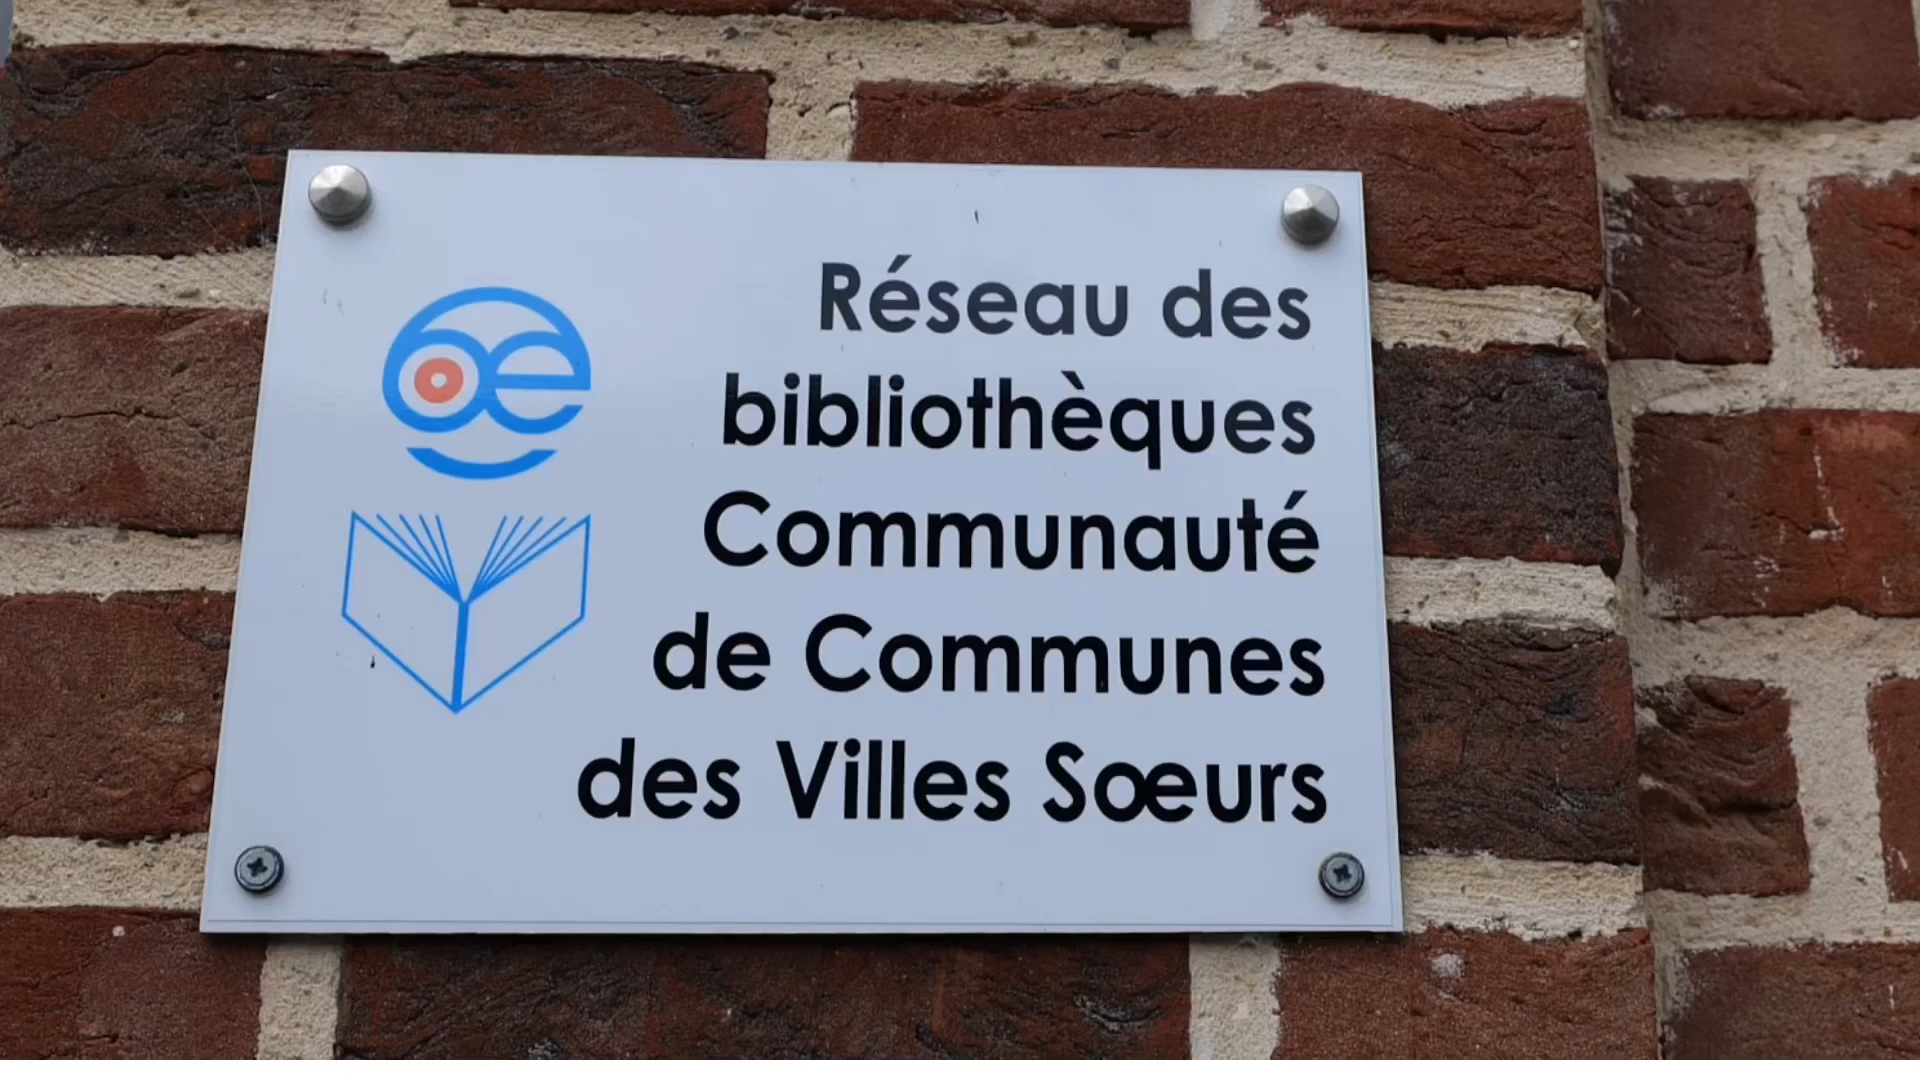 Réseau des
bibliothèques
Communauté
de Communes
des Villes Sœurs